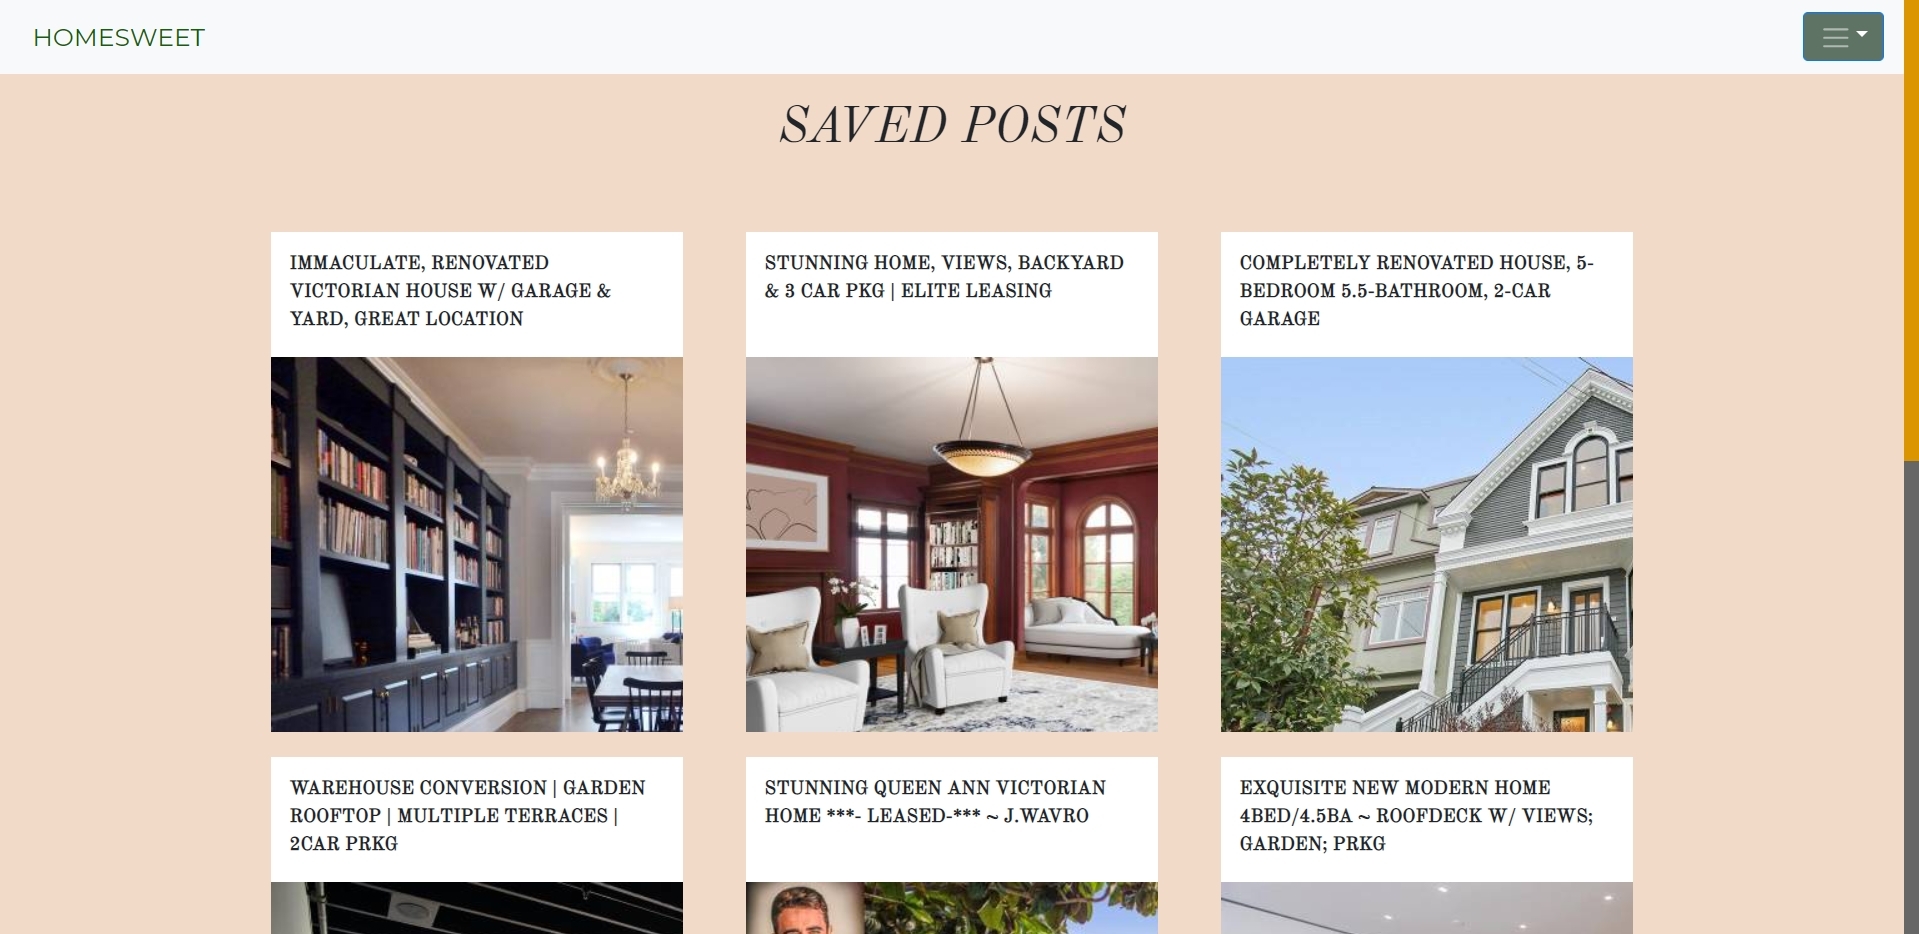 HOMESWEET
SAVED POSTS
IMMACULATE, RENOVATED
VICTORIAN HOUSE W/ GARAGE &
YARD, GREAT LOCATION
STUNNING HOME, VIEWS, BACKYARD
& 3 CAR PKG | ELITE LEASING
COMPLETELY RENOVATED HOUSE, 5-
BEDROOM 5.5-BATHROOM, 2-CAR
GARAGE
WAREHOUSE CONVERSION | GARDEN
ROOFTOP | MULTIPLE TERRACES |
2CAR PRKG
STUNNING QUEEN ANN VICTORIAN
HOME ***- LEASED-*** ~ J.WAVRO
EXQUISITE NEW MODERN HOME
4BED/4.5BA ~ ROOFDECK W/ VIEWS;
GARDEN; PRKG